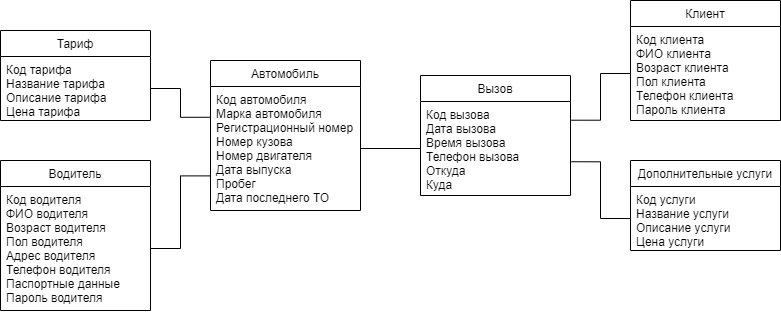 Тариф
Код тарифа
Название тарифа
Описание тарифа
Цена тарифа
Водитель
Код водителя
ФИО водителя
Возраст водителя
Пол водителя
Адрес водителя
Телефон водителя
Паспортные данные
Пароль водителя
Автомобиль
Код автомобиля
Марка автомобиля
Регистрационный номер
Номер кузова
Номер двигателя
Дата выпуска
Пробег
Дата последнего ТО
Вызов
Код вызова
Дата вызова
Время вызова
Телефон вызова
Откуда
Куда
Клиент
Код клиента
ФИО клиента
Возраст клиента
Пол клиента
Телефон клиента
Пароль клиента
Дополнительные услуги
Код услуги
Название услуги
Описание услуги
Цена услуги